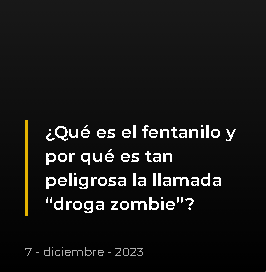 ¿Qué es el fentanilo y
por qué es tan
peligrosa la llamada
“droga zombie”?
7 - diciembre - 2023